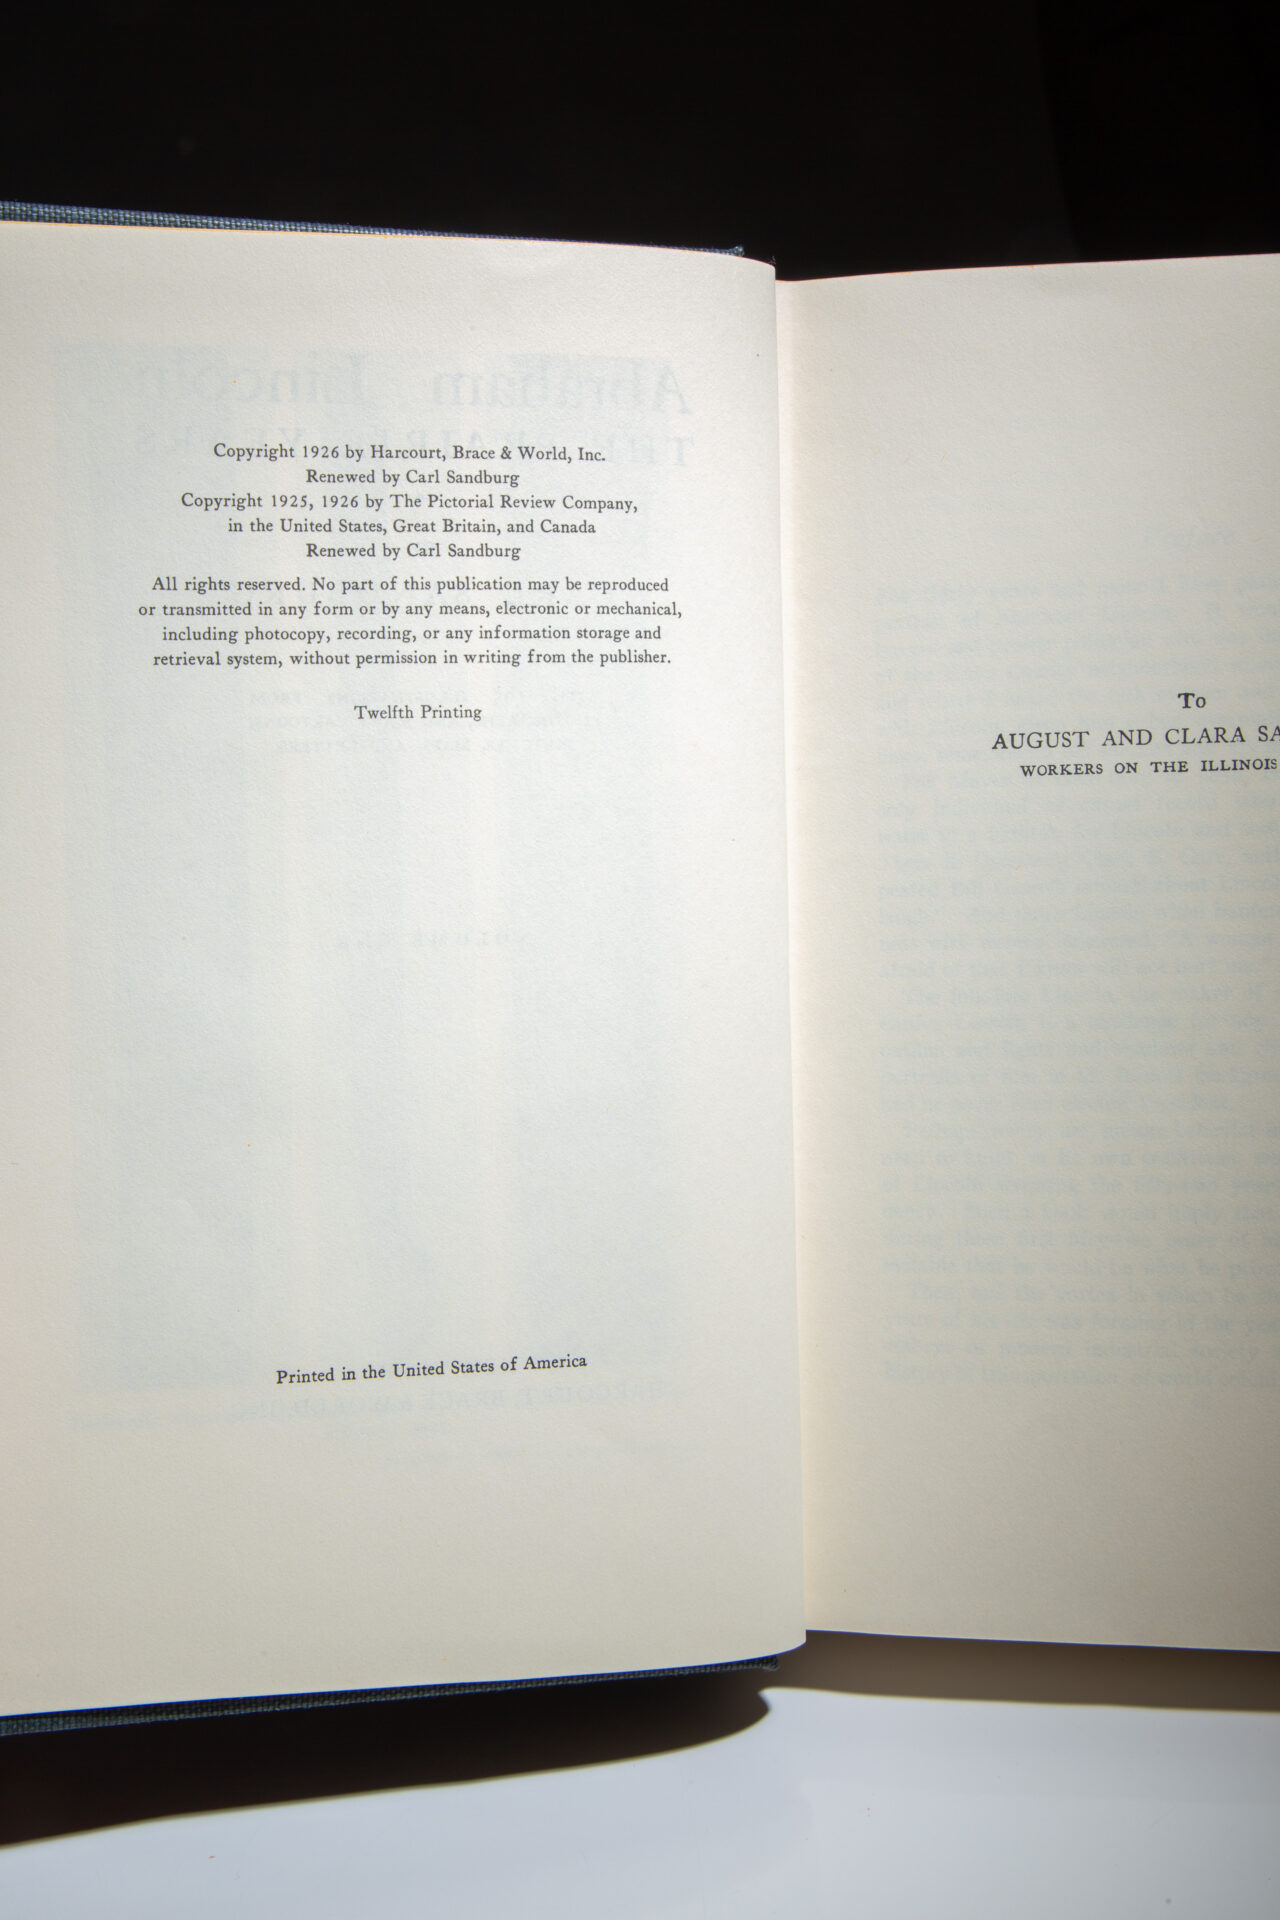 Copyright 1926 by Harcourt, Brace & World, Inc.
Renewed by Carl Sandburg
Copyright 1925, 1926 by The Pictorial Review Company,
in the United States, Great Britain, and Canada
Renewed by Carl Sandburg
All rights reserved. No part of this publication may be reproduced
or transmitted in any form or by any means, electronic or mechanical,
including photocopy, recording, or any information storage and
retrieval system, without permission in writing from the publisher.
Twelfth Printing
Printed in the United States of America
To
AUGUST AND CLARA SA
WORKERS ON THE ILLINOIS